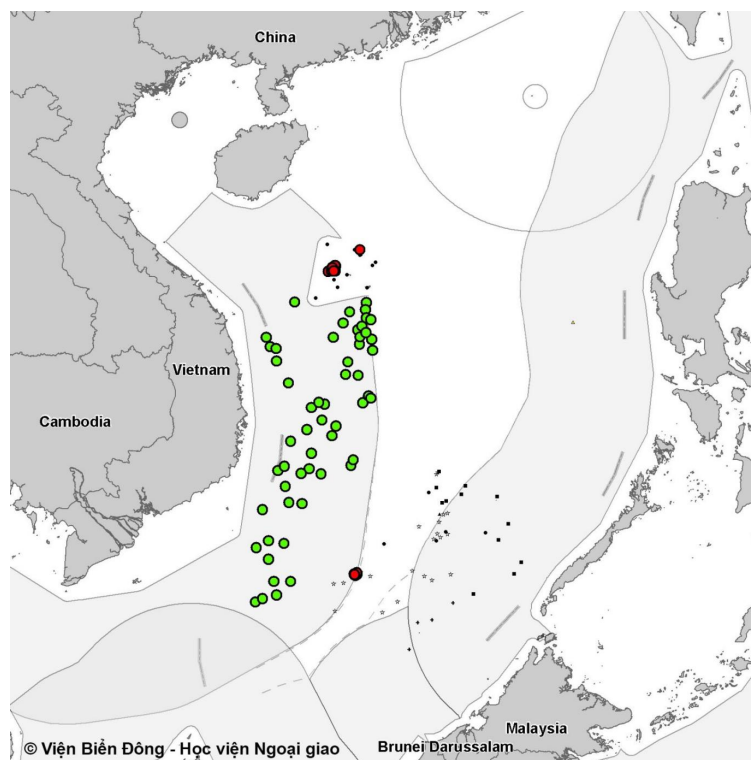 China
Vietnam
Cambodia
Malaysia
Brunei Darussalam
© Viện Biển Đông - Học viện Ngoại giao